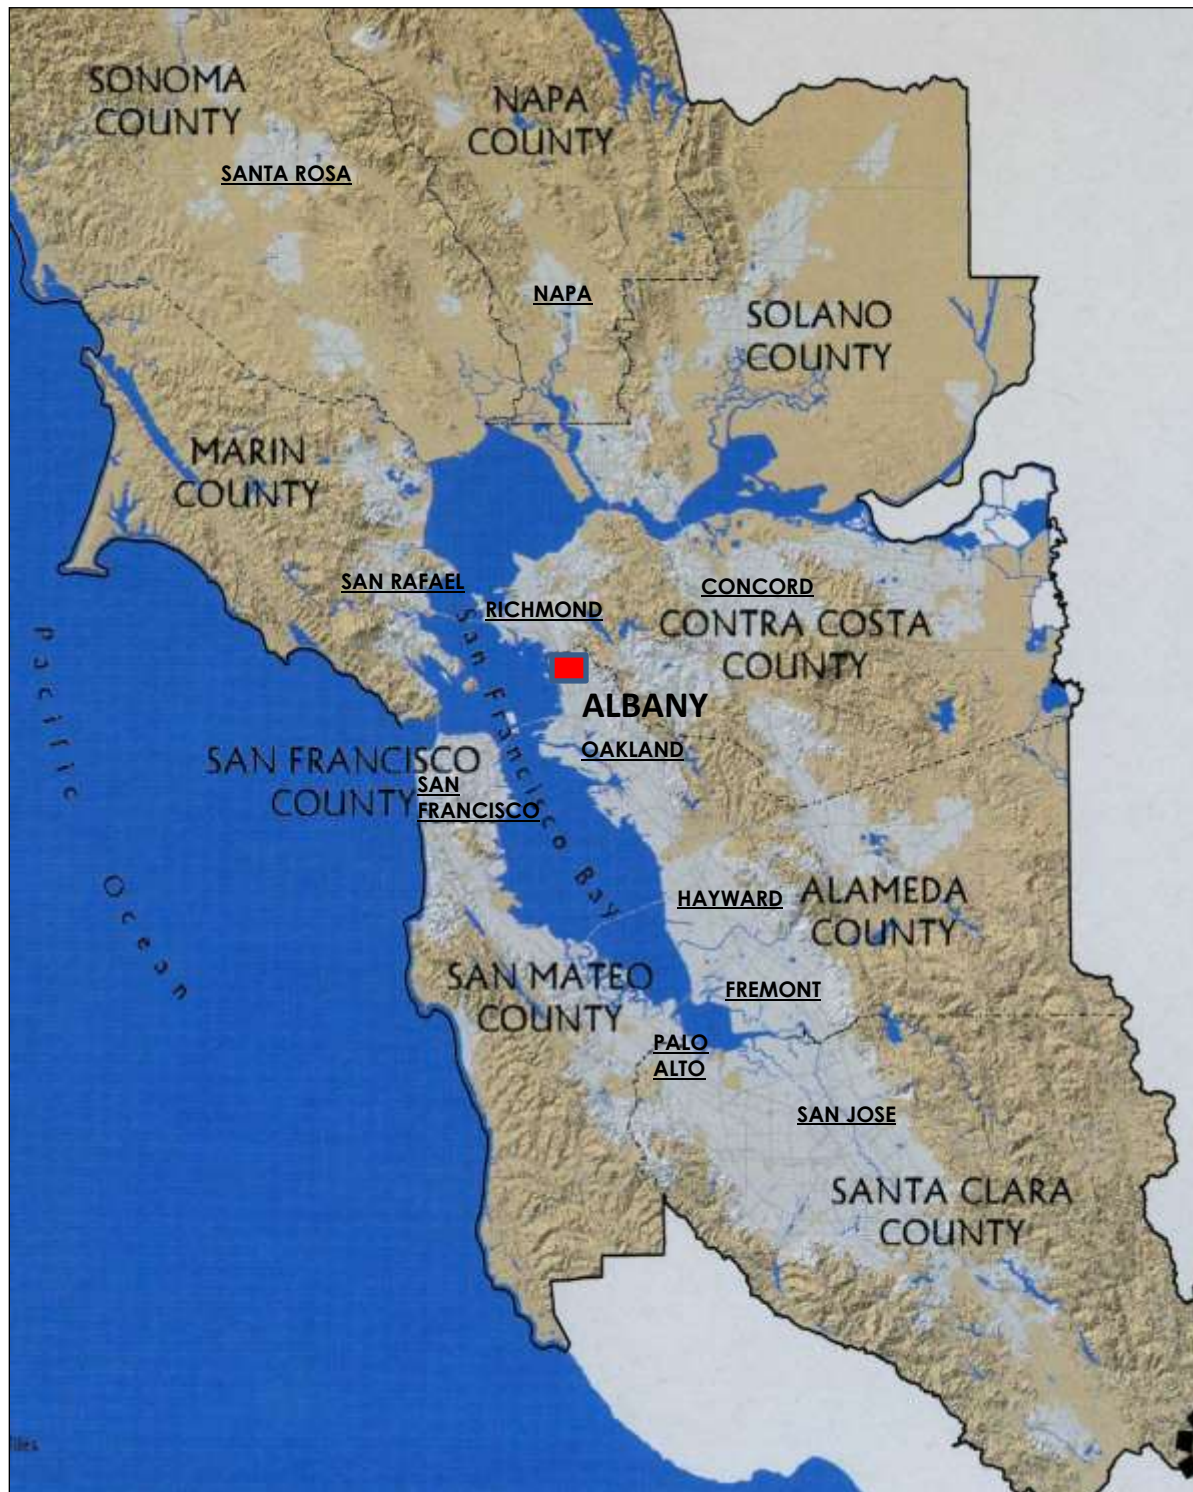 SONOMA
COUNTY
NAPA
COUNTY
SANTA ROSA
NAPA
SOLANO
COUNTY
MARIN
COUNTY
SAN RAFAEL
RICHMOND
CONCORD
CONTRA COSTA
COUNTY
San Francisco Bay
Pacific
Ocean
ALBANY
OAKLAND
SAN FRANCISCO
COUNTY
SAN
FRANCISCO
HAYWARD
ALAMEDA
COUNTY
SAN MATEO
COUNTY
FREMONT
PALO
ALTO
SAN JOSE
SANTA CLARA
COUNTY